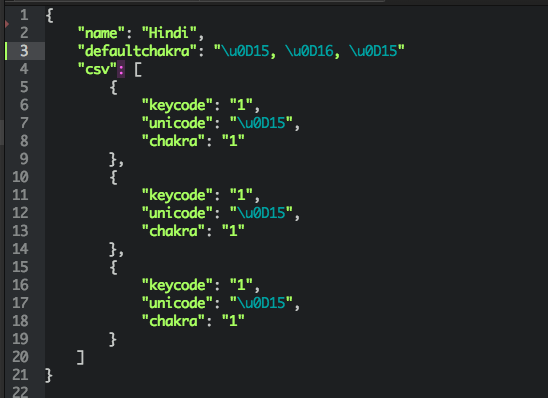 1 {
2     "name": "Hindi",
3     "defaultchakra": "\u0D15, \u0D16, \u0D15"
4     "csv": [
5         {
6             "keycode": "1",
7             "unicode": "\u0D15",
8             "chakra": "1"
9         },
10         {
11             "keycode": "1",
12             "unicode": "\u0D15",
13             "chakra": "1"
14         },
15         {
16             "keycode": "1",
17             "unicode": "\u0D15",
18             "chakra": "1"
19         }
20     ]
21 }
22